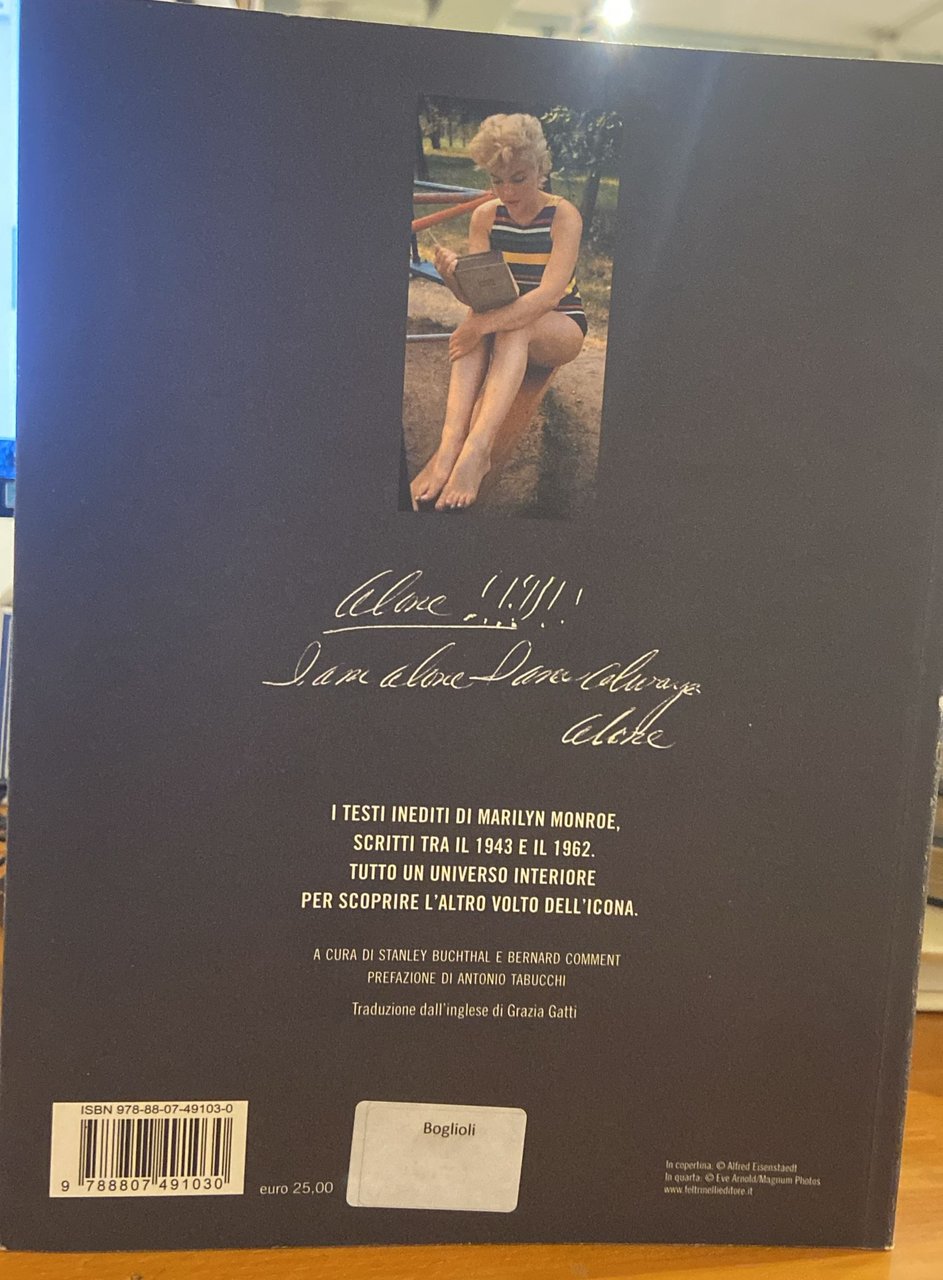 Alone !!!!!!
I am alone I am always
alone
I TESTI INEDITI DI MARILYN MONROE,
SCRITTI TRA IL 1943 E IL 1962.
TUTTO UN UNIVERSO INTERIORE
PER SCOPRIRE L'ALTRO VOLTO DELL'ICONA.
A CURA DI STANLEY BUCHTHAL E BERNARD COMMENT
PREFAZIONE DI ANTONIO TABUCCHI
Traduzione dall'inglese di Grazia Gatti
ISBN 978-88-07-49103-0
9 788807 491030
euro 25,00
Boglioli
In copertina: © Alfred Eisenstaedt
In quarta: © Eve Arnold/Magnum Photos
www.feltrinellieditore.it